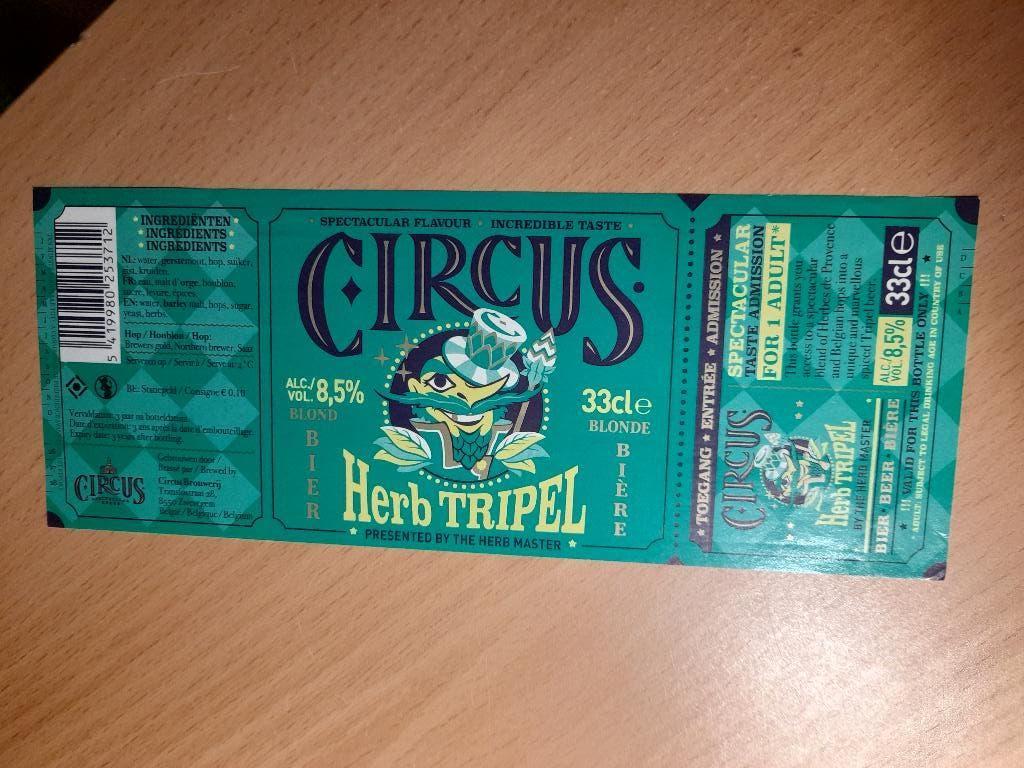 INGREDIËNTEN
INGRÉDIENTS
INGREDIENTS
NL: water, gerstemout, hop, suiker,
gist, kruiden.
FR: eau, malt d'orge, houblon,
sucre, levure, épices.
EN: water, barley malt, hops, sugar,
yeast, herbs.
Hop / Houblon / Hop:
Brewers gold, Northern brewer, Saaz
Serveren op / Servir à / Serve at: °C
BE: Statiegeld / Consigne € 0,10
Vervaldatum: 3 jaar na botteldatum.
Date d'expiration: 3 ans après la date d'embouteillage.
Expiry date: 3 years after bottling.
Gebrouwen door /
Brassé par / Brewed by
Circus Brouwerij
28,
8550 Zwevegem
België / Belgique / Belgium
CIRCUS
5 419980 253712
SPECTACULAR FLAVOUR · INCREDIBLE TASTE
CIRCUS
ALC./
VOL. 8,5%
BLOND
BIER
33cl e
BLONDE
BIÈRE
Herb TRIPEL
PRESENTED BY THE HERB MASTER
TOEGANG ★ ENTRÉE ★ ADMISSION
SPECTACULAR
TASTE ADMISSION
FOR 1 ADULT*
This bottle grants you
access to a spectacular
blend of Herbes de Provence
and Belgian hops into a
unique and marvellous
spiced Tripel beer.
ALC./
VOL. 8,5%
33cl e
CIRCUS
Herb TRIPEL
BY THE HERB MASTER
BIER · BEER · BIÈRE
★ !!! VALID FOR THIS BOTTLE ONLY !!! ★
* ADULT: SUBJECT TO LEGAL DRINKING AGE IN COUNTRY OF USE